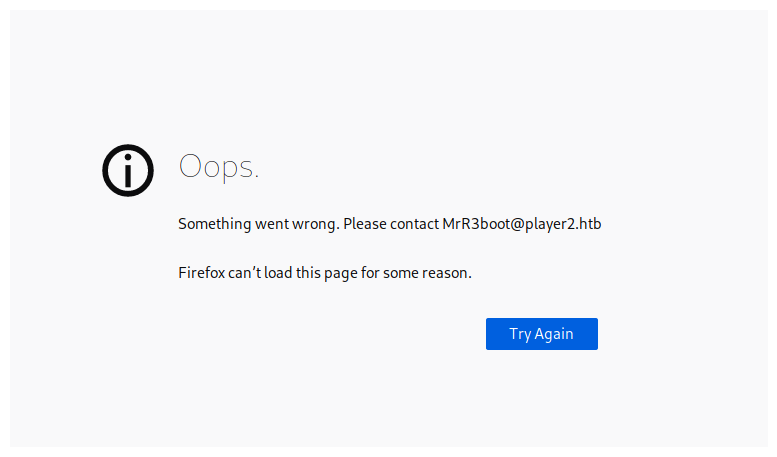 Oops.
Something went wrong. Please contact MrR3boot@player2.htb
Firefox can’t load this page for some reason.
Try Again